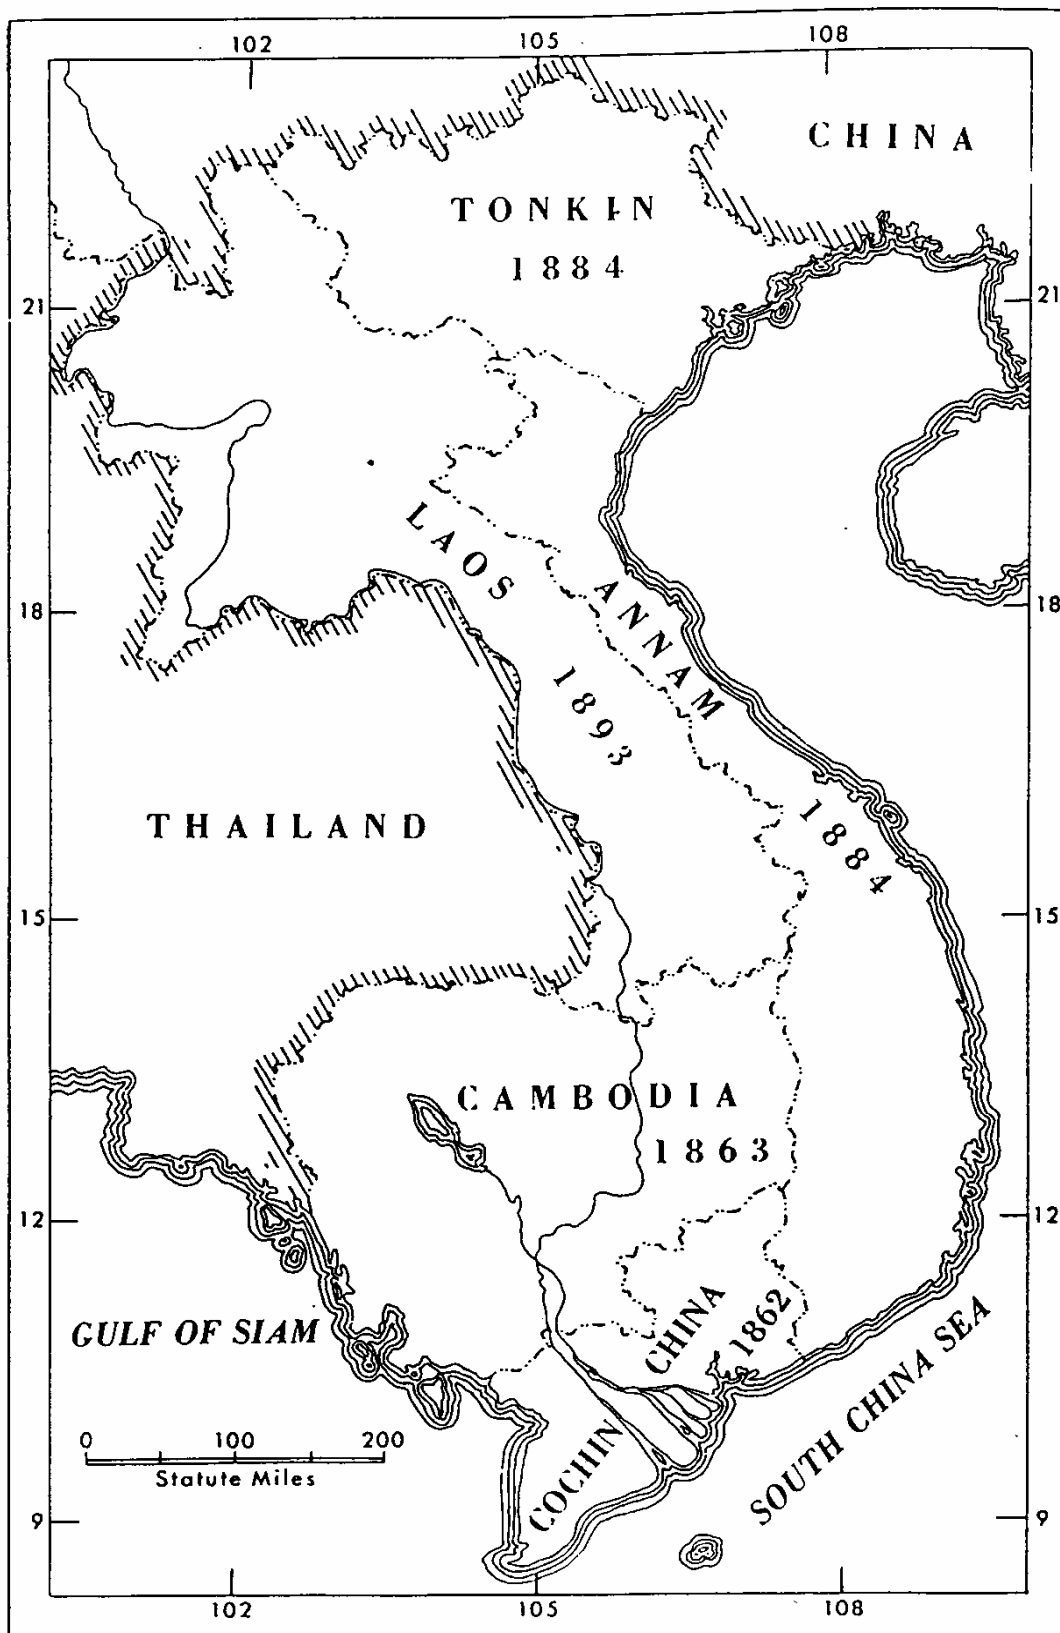 102 105 108
CHINA
TONKIN
1884
21 21
LAOS
ANNAM
18 18
1893
THAILAND
1884
15 15
CAMBODIA
1863
12 12
GULF OF SIAM
COCHIN CHINA
1862
SOUTH CHINA SEA
0 100 200
Statute Miles
9 9
102 105 108